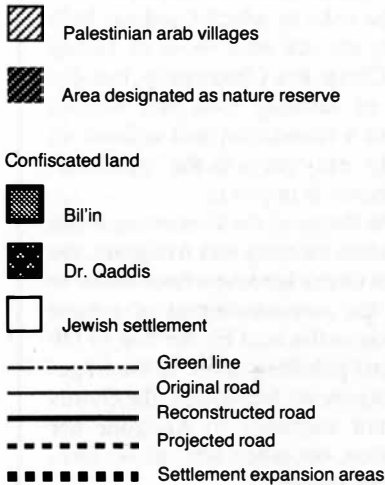 Palestinian arab villages
Area designated as nature reserve
Confiscated land
Bil'in
Dr. Qaddis
Jewish settlement
Green line
Original road
Reconstructed road
Projected road
Settlement expansion areas